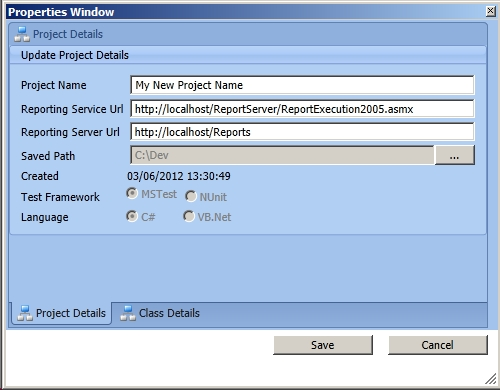 Properties Window
Project Details
Update Project Details
Project Name My New Project Name
Reporting Service Url http://localhost/ReportServer/ReportExecution2005.asmx
Reporting Server Url http://localhost/Reports
Saved Path C:\Dev ...
Created 03/06/2012 13:30:49
Test Framework MSTest NUnit
Language C# VB.Net
Project Details Class Details
Save Cancel